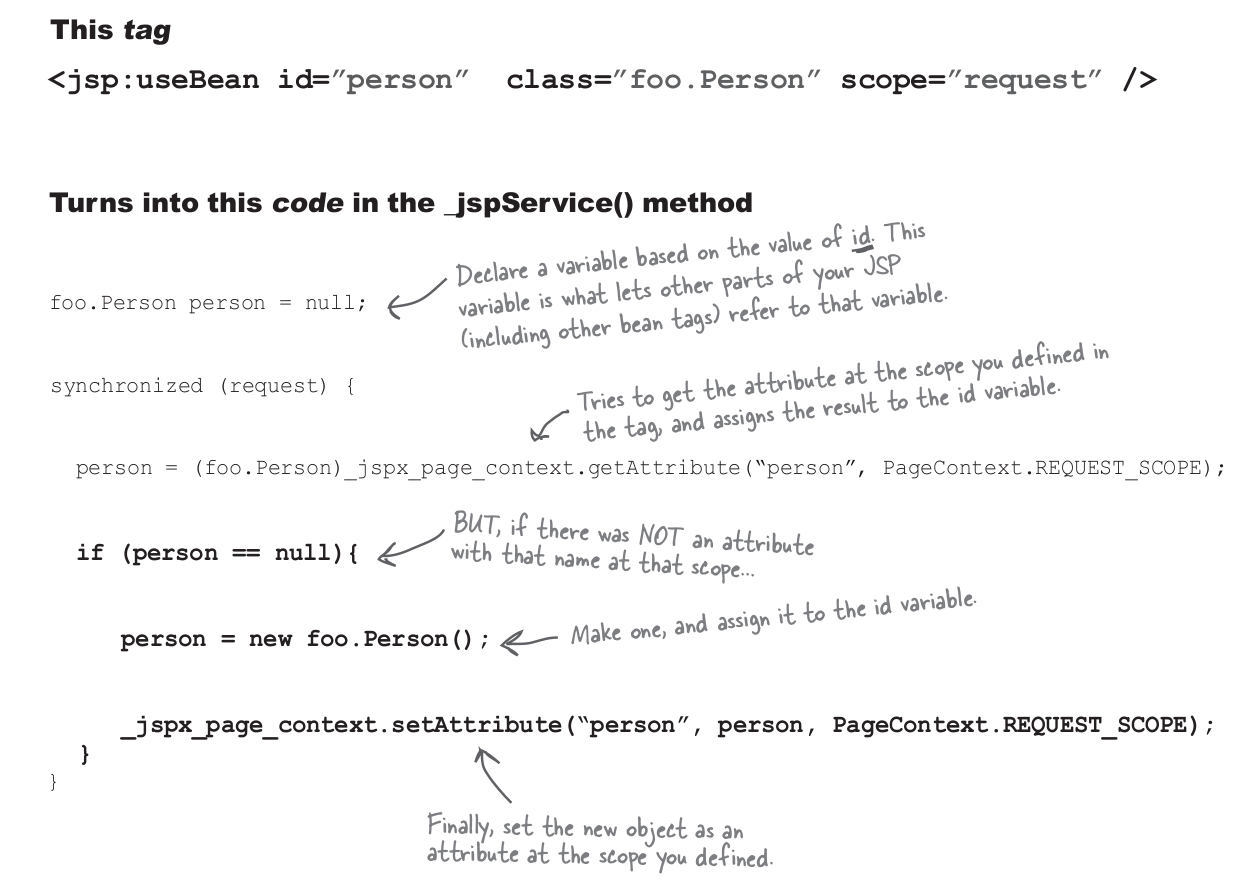 This tag
<jsp:useBean id=”person”  class=”foo.Person” scope=”request” />
Turns into this code in the _jspService() method
Declare a variable based on the value of id. This
variable is what lets other parts of your JSP
(including other bean tags) refer to that variable.
foo.Person person = null;
synchronized (request) {
Tries to get the attribute at the scope you defined in
the tag, and assigns the result to the id variable.
person = (foo.Person)_jspx_page_context.getAttribute(“person”, PageContext.REQUEST_SCOPE);
BUT, if there was NOT an attribute
with that name at that scope...
if (person == null){
Make one, and assign it to the id variable.
person = new foo.Person();
_jspx_page_context.setAttribute(“person”, person, PageContext.REQUEST_SCOPE);
}
}
Finally, set the new object as an
attribute at the scope you defined.